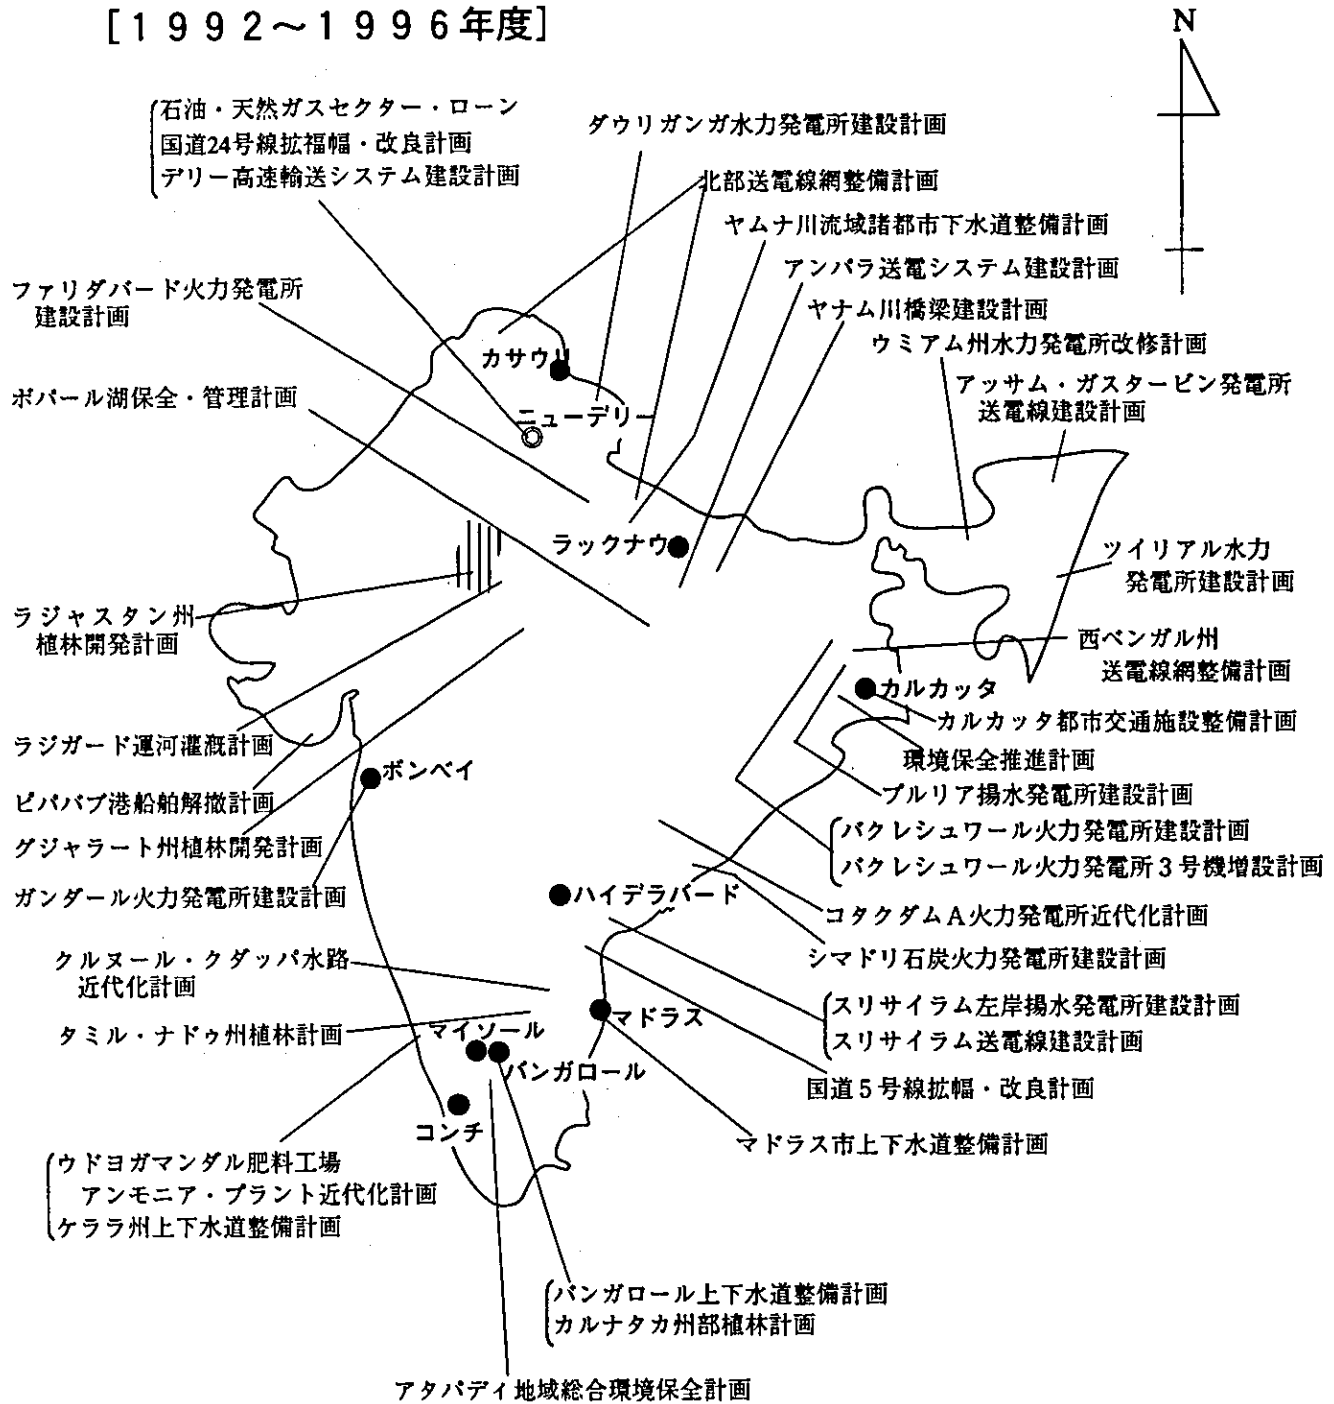 [１９９２～１９９６年度]
N
石油・天然ガスセクター・ローン
国道24号線拡福幅・改良計画
デリー高速輸送システム建設計画
ダウリガンガ水力発電所建設計画
北部送電線網整備計画
ヤムナ川流域諸都市下水道整備計画
アンパラ送電システム建設計画
ヤナム川橋梁建設計画
ウミアム州水力発電所改修計画
アッサム・ガスタービン発電所
送電線建設計画
ファリダバード火力発電所
建設計画
カサウリ
ボパール湖保全・管理計画
ニューデリー
ラックナウ
ツイリアル水力
発電所建設計画
ラジャスタン州
植林開発計画
西ベンガル州
送電線網整備計画
カルカッタ
カルカッタ都市交通施設整備計画
ラジガード運河灌漑計画
環境保全推進計画
ボンベイ
ピパバブ港船舶解撤計画
プルリア揚水発電所建設計画
グジャラート州植林開発計画
バクレシュワール火力発電所建設計画
バクレシュワール火力発電所３号機増設計画
ガンダール火力発電所建設計画
ハイデラバード
コタクダムA火力発電所近代化計画
シマドリ石炭火力発電所建設計画
クルヌール・クダッパ水路
近代化計画
スリサイラム左岸揚水発電所建設計画
スリサイラム送電線建設計画
マドラス
タミル・ナドゥ州植林計画
マイソール
バンガロール
国道５号線拡幅・改良計画
コンチ
マドラス市上下水道整備計画
ウドヨガマンダル肥料工場
アンモニア・プラント近代化計画
ケララ州上下水道整備計画
バンガロール上下水道整備計画
カルナタカ州部植林計画
アタパディ地域総合環境保全計画